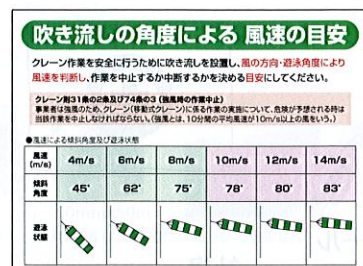 吹き流しの角度による 風速の目安
クレーン作業を安全に行うために吹き流しを設置し、風の方向・遊泳角度により
風速を判断し、作業を中止するか中断するかを決める目安にしてください。
クレーン則31条の2条及び74条の3（強風時の作業中止）
事業者は強風のため、クレーン（移動式クレーン）に係る作業の実施について、危険が予想される時は
当該作業を中止しなければならない。（強風とは、10分間の平均風速が10m/s以上の風をいう。）
●風速による傾斜角度及び遊泳状態
風速(m/s) 4m/s 6m/s 8m/s 10m/s 12m/s 14m/s
傾斜角度 45° 62° 75° 78° 80° 83°
遊泳状態